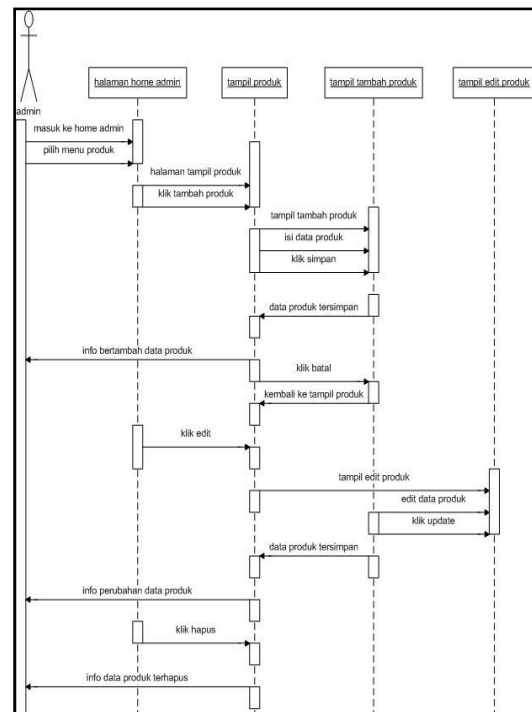 halaman home admin
tampil produk
tampil tambah produk
tampil edit produk
admin
masuk ke home admin
pilih menu produk
halaman tampil produk
klik tambah produk
tampil tambah produk
isi data produk
klik simpan
data produk tersimpan
info bertambah data produk
klik batal
kembali ke tampil produk
klik edit
tampil edit produk
edit data produk
klik update
data produk tersimpan
info perubahan data produk
klik hapus
info data produk terhapus